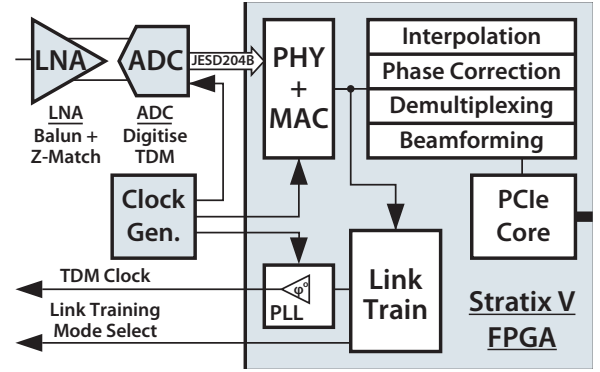 LNA
ADC
JESD204B
PHY
+
MAC
Interpolation
Phase Correction
Demultiplexing
Beamforming
LNA
Balun +
Z-Match
ADC
Digitise
TDM
Clock
Gen.
PCIe
Core
TDM Clock
φ°
PLL
Link
Train
Link Training
Mode Select
Stratix V
FPGA